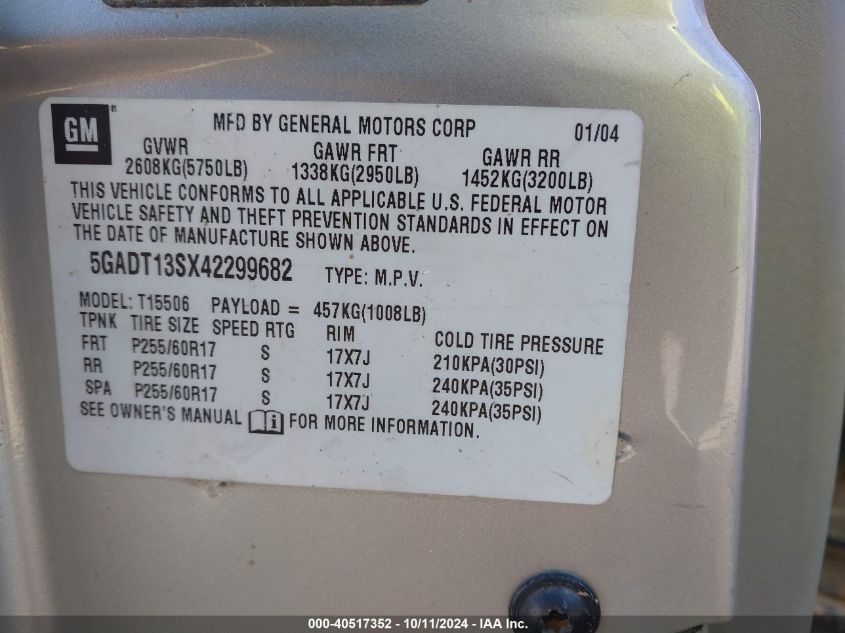 GM® MFD BY GENERAL MOTORS CORP 01/04
GVWR GAWR FRT GAWR RR
2608KG(5750LB) 1338KG(2950LB) 1452KG(3200LB)
THIS VEHICLE CONFORMS TO ALL APPLICABLE U.S. FEDERAL MOTOR
VEHICLE SAFETY AND THEFT PREVENTION STANDARDS IN EFFECT ON
THE DATE OF MANUFACTURE SHOWN ABOVE.
5GADT13SX42299682 TYPE: M.P.V.
MODEL: T15506 PAYLOAD = 457KG(1008LB)
TPNK TIRE SIZE SPEED RTG RIM COLD TIRE PRESSURE
FRT P255/60R17 S 17X7J 210KPA(30PSI)
RR P255/60R17 S 17X7J 240KPA(35PSI)
SPA P255/60R17 S 17X7J 240KPA(35PSI)
SEE OWNER'S MANUAL i FOR MORE INFORMATION.
000-40517352 - 10/11/2024 - IAA Inc.